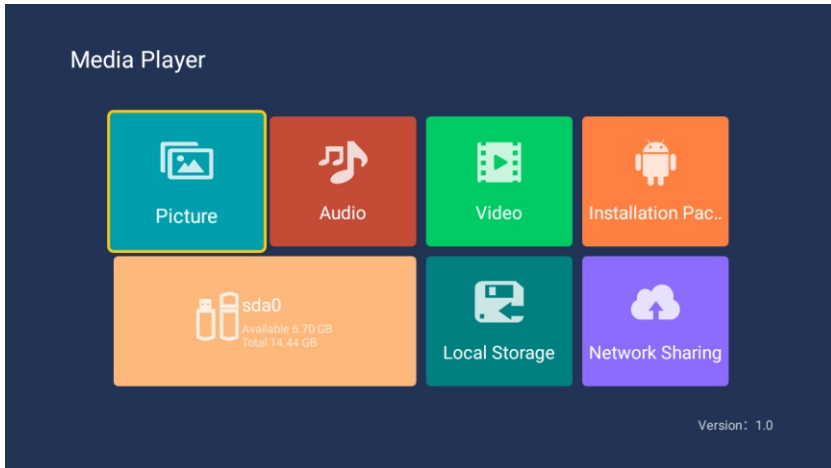 Media Player
Picture
Audio
Video
Installation Pac..
sda0
Available 6.70 GB
Total 14.44 GB
Local Storage
Network Sharing
Version： 1.0